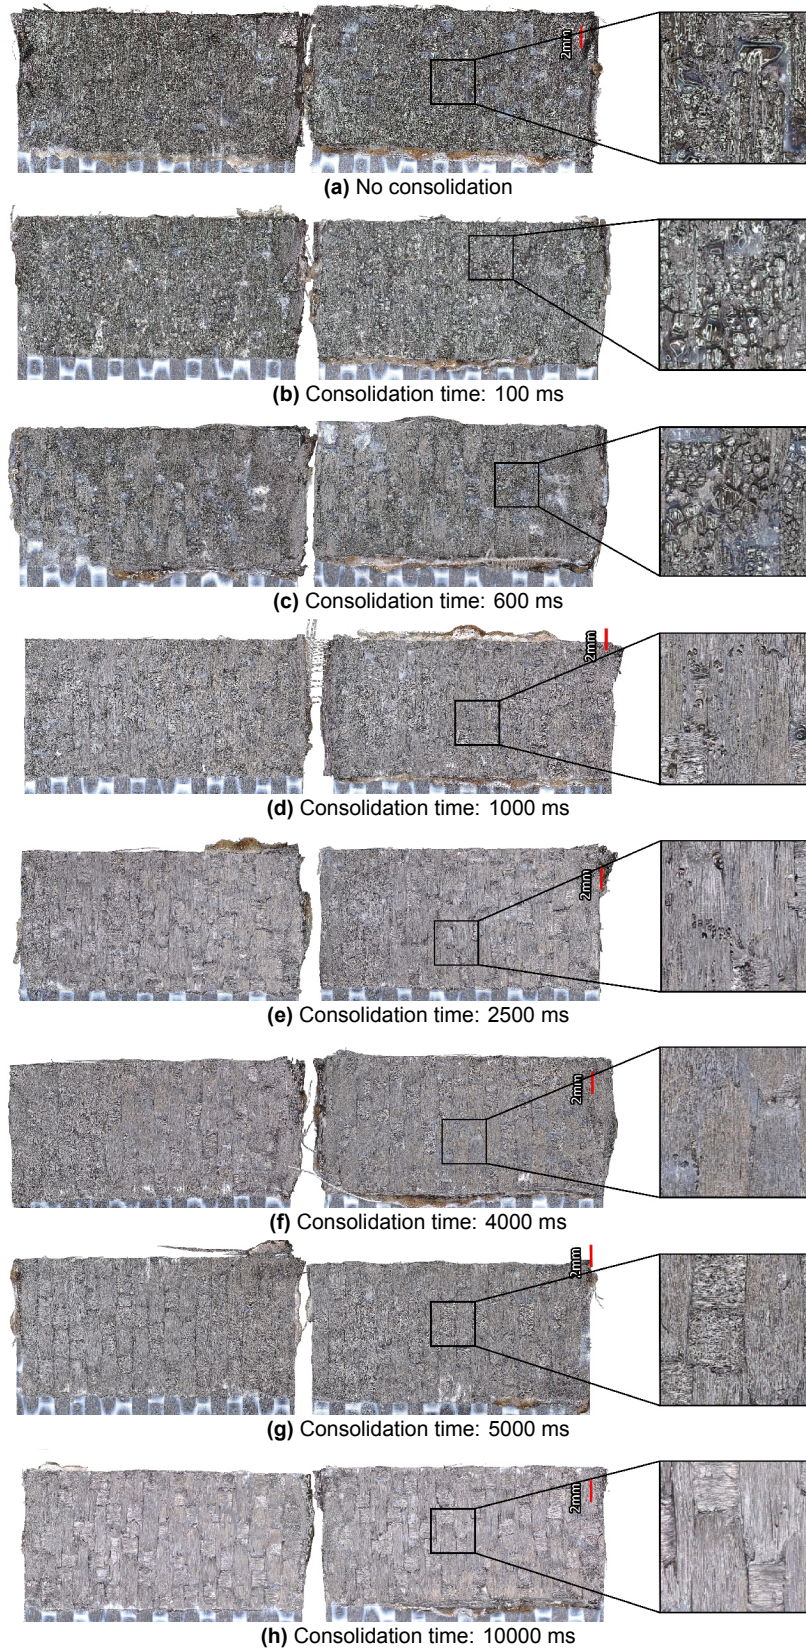 2mm
(a) No consolidation
(b) Consolidation time: 100 ms
(c) Consolidation time: 600 ms
2mm
(d) Consolidation time: 1000 ms
2mm
(e) Consolidation time: 2500 ms
2mm
(f) Consolidation time: 4000 ms
2mm
(g) Consolidation time: 5000 ms
2mm
(h) Consolidation time: 10000 ms